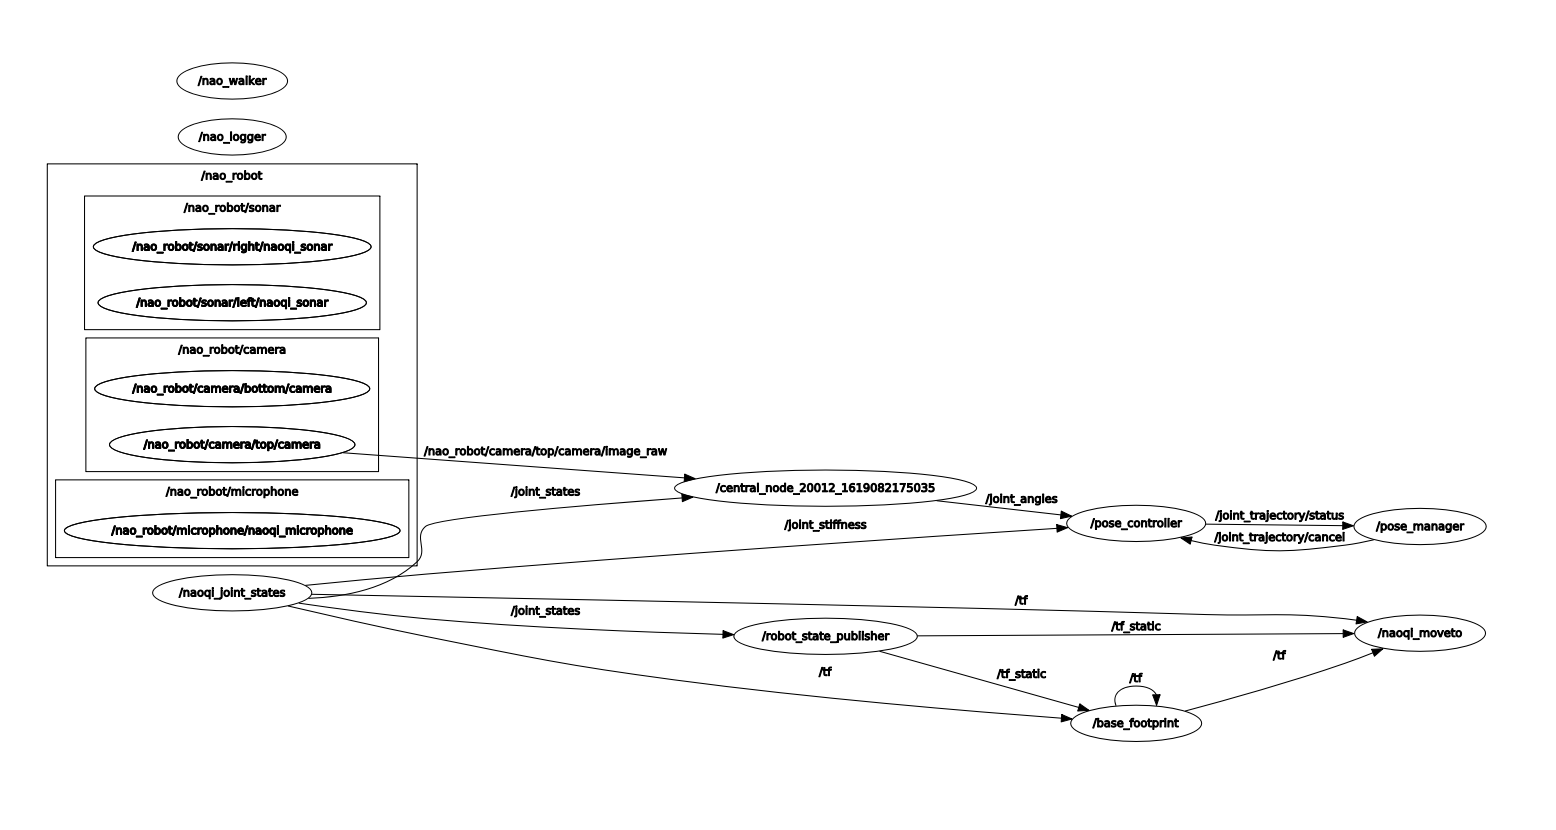 /nao_walker
/nao_logger
/nao_robot
/nao_robot/sonar
/nao_robot/sonar/right/naoqi_sonar
/nao_robot/sonar/left/naoqi_sonar
/nao_robot/camera
/nao_robot/camera/bottom/camera
/nao_robot/camera/top/camera
/nao_robot/camera/top/camera/image_raw
/nao_robot/microphone
/nao_robot/microphone/naoqi_microphone
/joint_states
/central_node_20012_1619082175035
/joint_angles
/joint_stiffness
/pose_controller
/joint_trajectory/status
/joint_trajectory/cancel
/pose_manager
/naoqi_joint_states
/tf
/joint_states
/robot_state_publisher
/tf_static
/naoqi_moveto
/tf
/tf_static
/tf
/tf
/base_footprint